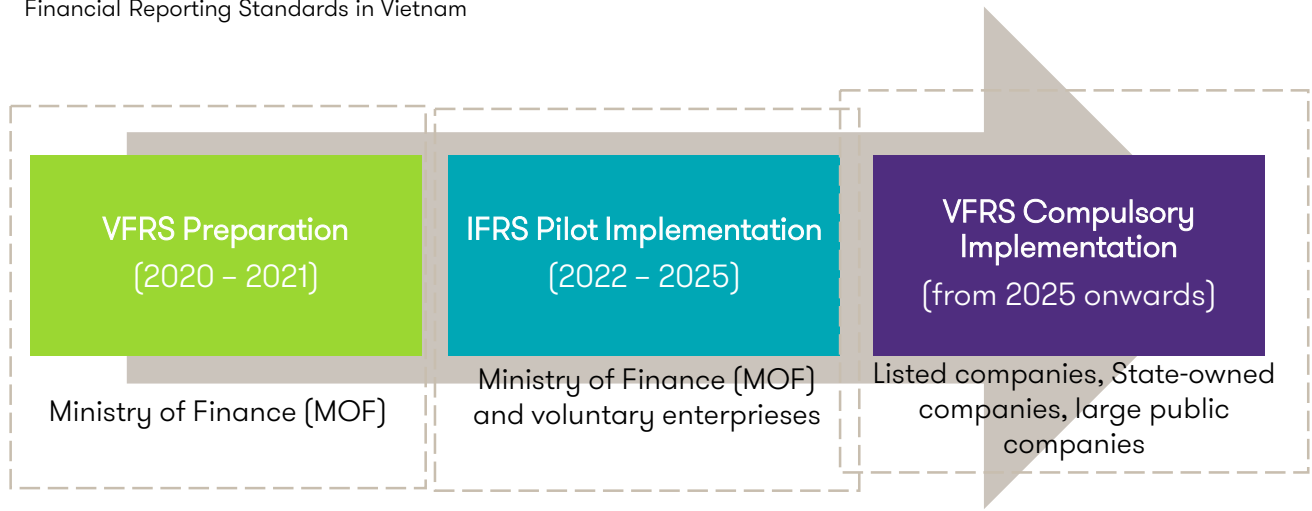 Financial Reporting Standards in Vietnam
VFRS Preparation
(2020 – 2021)
Ministry of Finance (MOF)
IFRS Pilot Implementation
(2022 – 2025)
Ministry of Finance (MOF)
and voluntary enterprieses
VFRS Compulsory
Implementation
(from 2025 onwards)
Listed companies, State-owned
companies, large public
companies